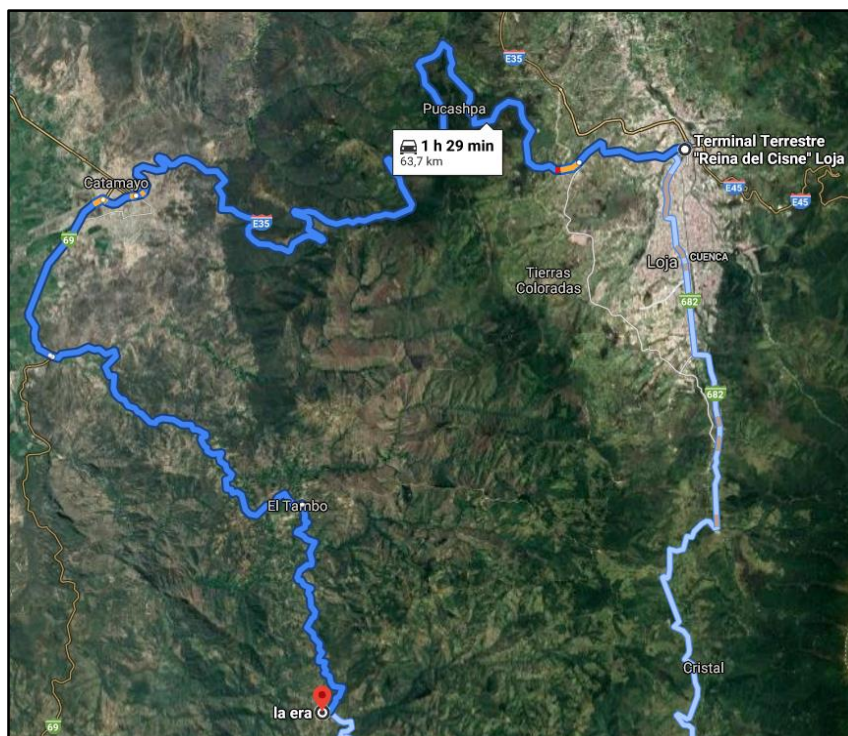 E35
Pucashpa
1 h 29 min
63,7 km
Terminal Terrestre
"Reina del Cisne" Loja
Catamayo
E45
E45
E35
69
Loja
CUENCA
Tierras
Coloradas
682
682
El Tambo
Cristal
la era
69